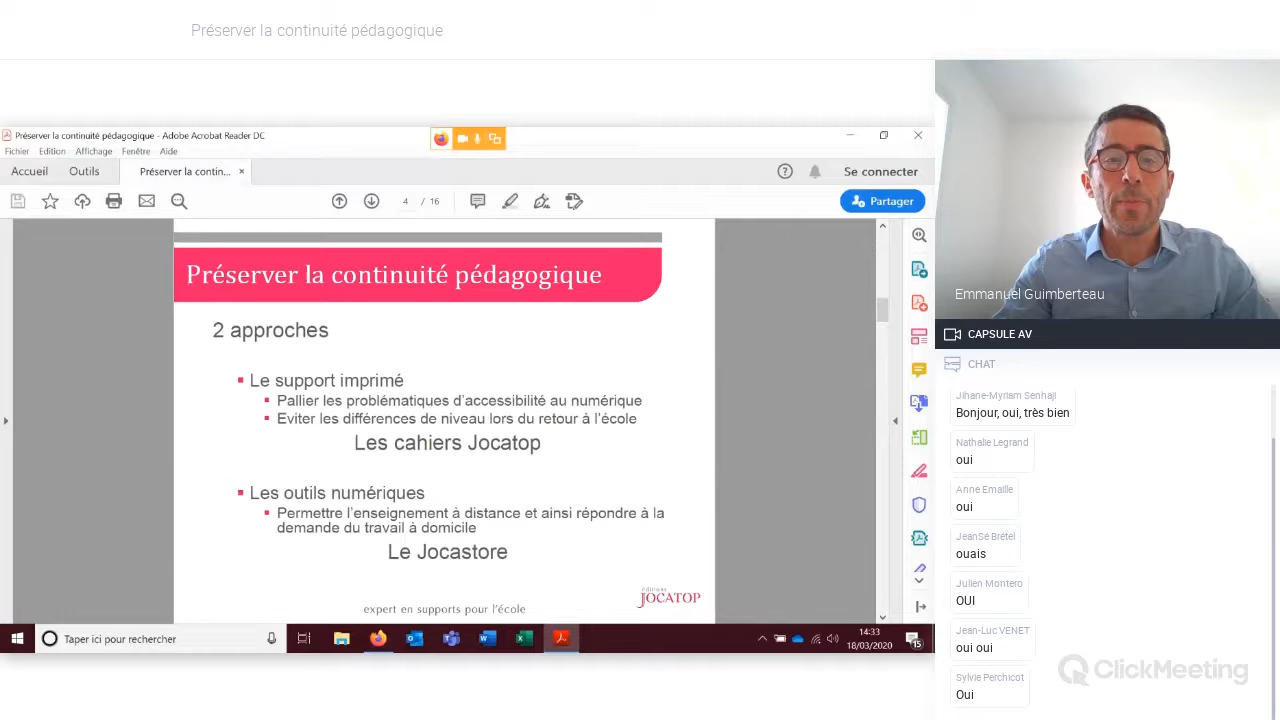 Préserver la continuité pédagogique
Préserver la continuité pédagogique - Adobe Acrobat Reader DC
Fichier Edition Affichage Fenêtre Aide
Accueil Outils Préserver la contin... × Se connecter
4 / 16 Partager
Préserver la continuité pédagogique
2 approches
Le support imprimé
Pallier les problématiques d'accessibilité au numérique
Eviter les différences de niveau lors du retour à l'école
Les cahiers Jocatop
Les outils numériques
Permettre l'enseignement à distance et ainsi répondre à la
demande du travail à domicile
Le Jocastore
expert en supports pour l'école
éditions
JOCATOP
Taper ici pour rechercher
14:33
18/03/2020
15
Emmanuel Guimberteau
CAPSULE AV
CHAT
Jihane-Myriam Senhaji
Bonjour, oui, très bien
Nathalie Legrand
oui
Anne Emaille
oui
JeanSé Brétel
ouais
Julien Montero
OUI
Jean-Luc VENET
oui oui
Sylvie Perchicot
Oui
ClickMeeting